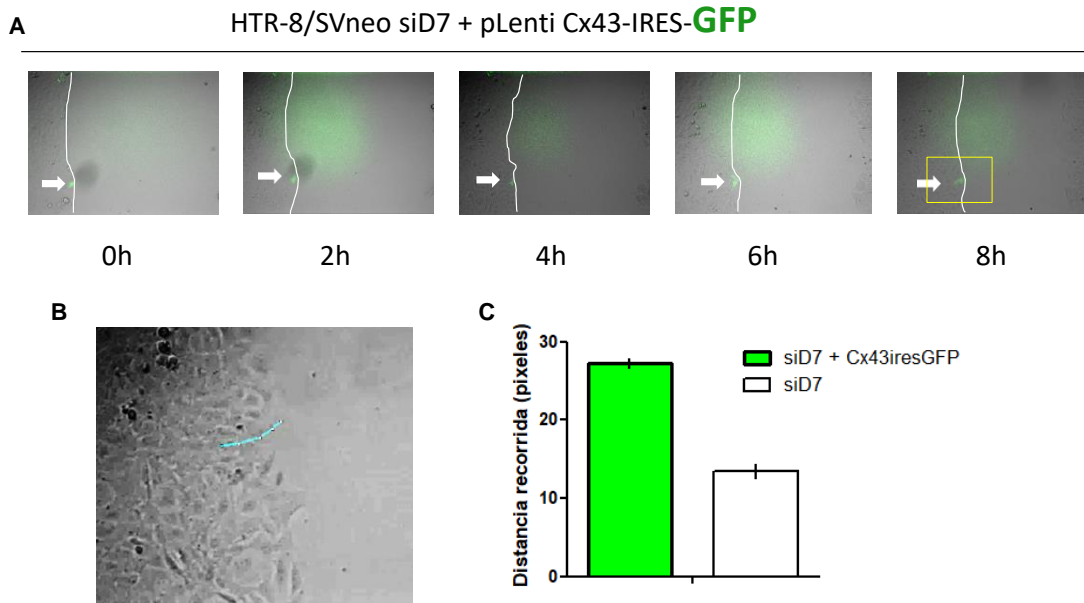 A
HTR-8/SVneo siD7 + pLenti Cx43-IRES-GFP
0h 2h 4h 6h 8h
B
C
Distancia recorrida (pixeles)
30
20
10
0
siD7 + Cx43iresGFP
siD7